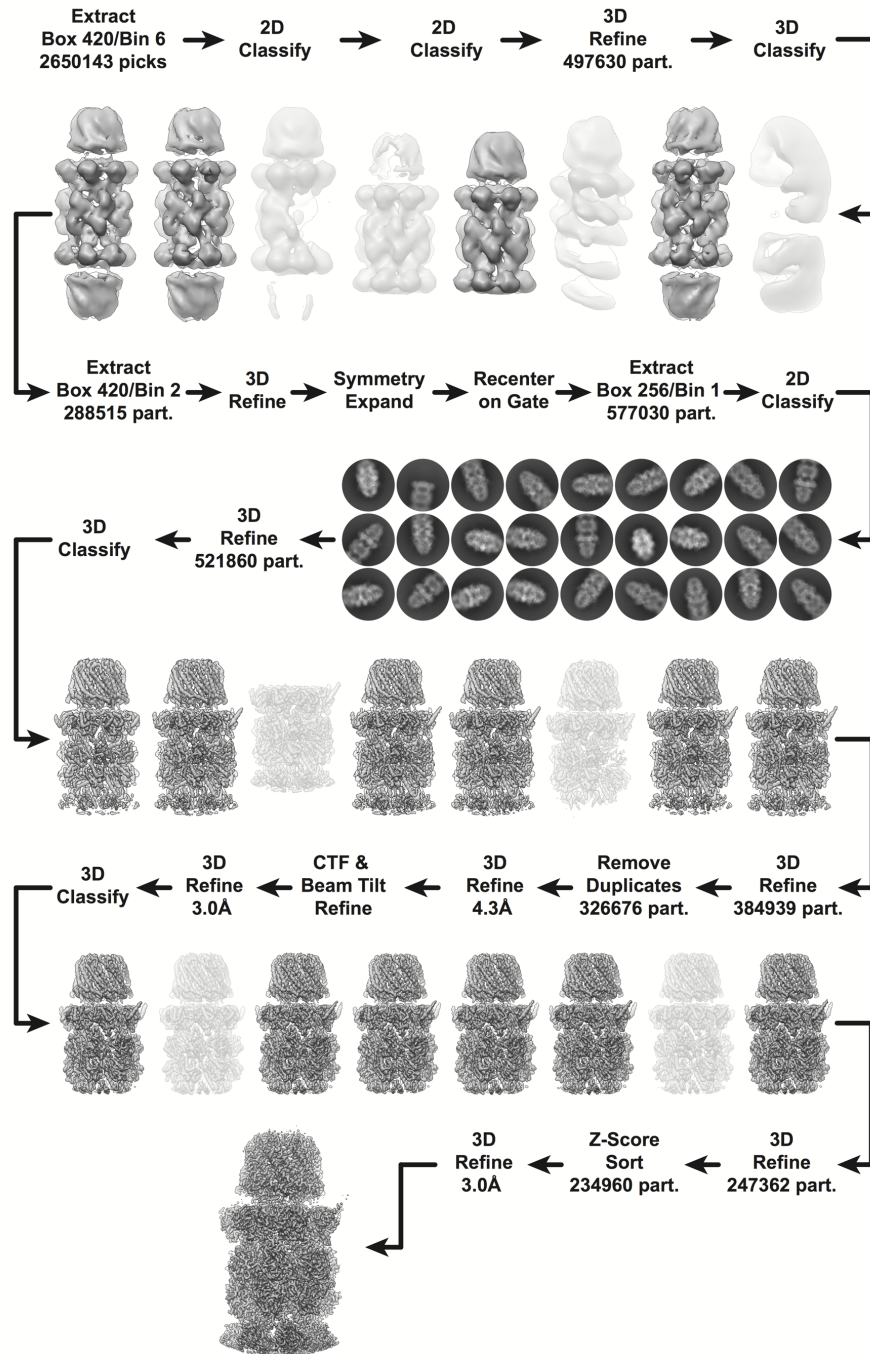 Extract
Box 420/Bin 6
2650143 picks
2D
Classify
2D
Classify
3D
Refine
497630 part.
3D
Classify
Extract
Box 420/Bin 2
288515 part.
3D
Refine
Symmetry
Expand
Recenter
on Gate
Extract
Box 256/Bin 1
577030 part.
2D
Classify
3D
Classify
3D
Refine
521860 part.
3D
Classify
3D
Refine
3.0Å
CTF &
Beam Tilt
Refine
3D
Refine
4.3Å
Remove
Duplicates
326676 part.
3D
Refine
384939 part.
3D
Refine
3.0Å
Z-Score
Sort
234960 part.
3D
Refine
247362 part.